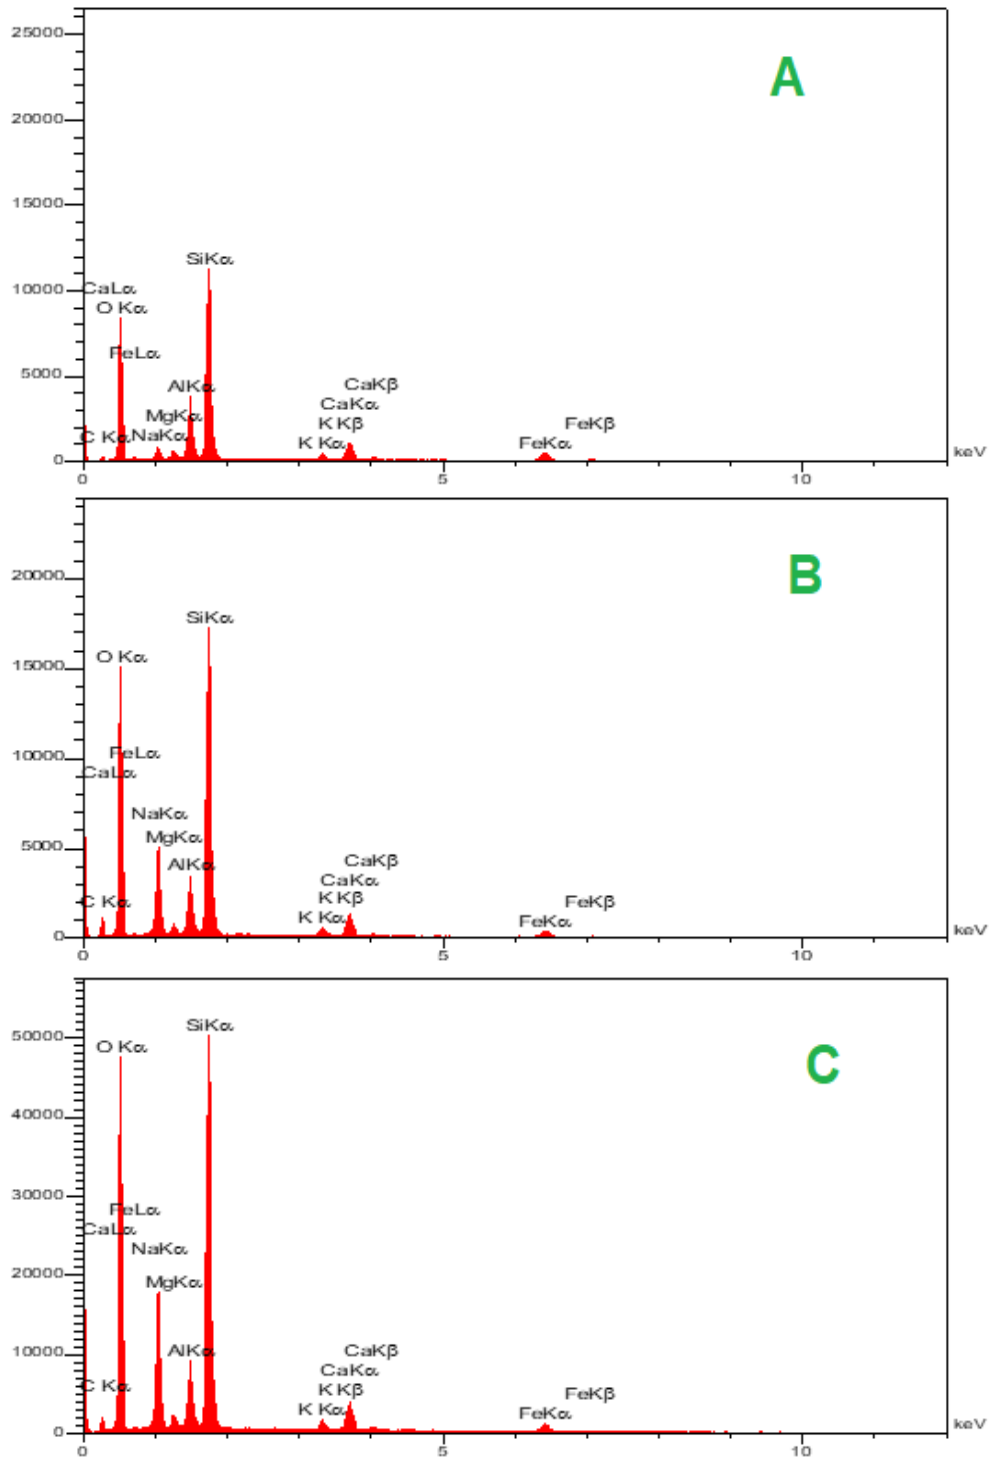 25000
A
20000
15000
SiKα
10000
CaLα
O Kα
FeLα
5000
AlKα
CaKβ
CaKα
MgKα
K Kβ
FeKβ
C Kα
NaKα
K Kα
FeKα
0
keV
0
5
10
B
20000
SiKα
O Kα
15000
FeLα
10000
CaLα
NaKα
MgKα
5000
AlKα
CaKβ
CaKα
C Kα
K Kβ
FeKβ
K Kα
FeKα
0
keV
0
5
10
C
50000
SiKα
O Kα
40000
30000
FeLα
CaLα
NaKα
20000
MgKα
10000
AlKα
CaKβ
CaKα
C Kα
K Kβ
FeKβ
K Kα
FeKα
0
keV
0
5
10